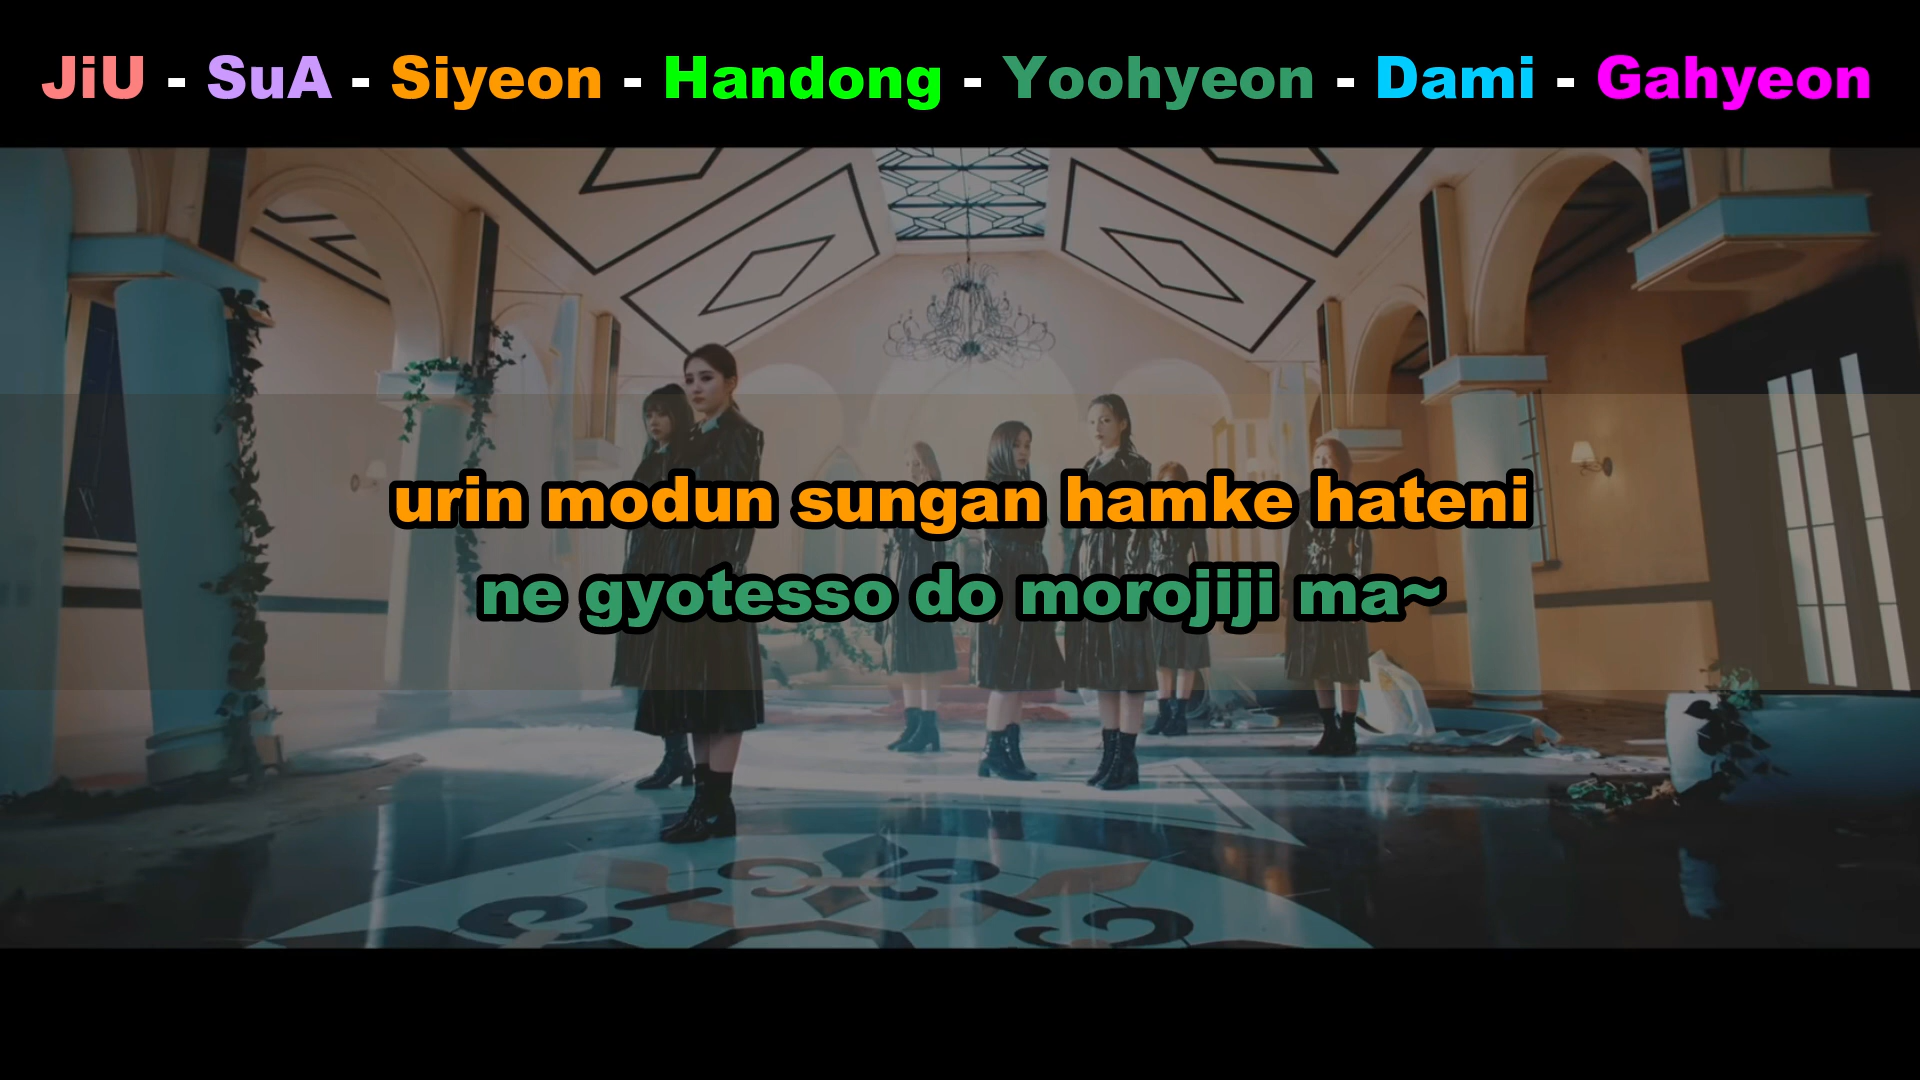 JiU - SuA - Siyeon - Handong - Yoohyeon - Dami - Gahyeon
urin modun sungan hamke hateni
ne gyotesso do morojiji ma~